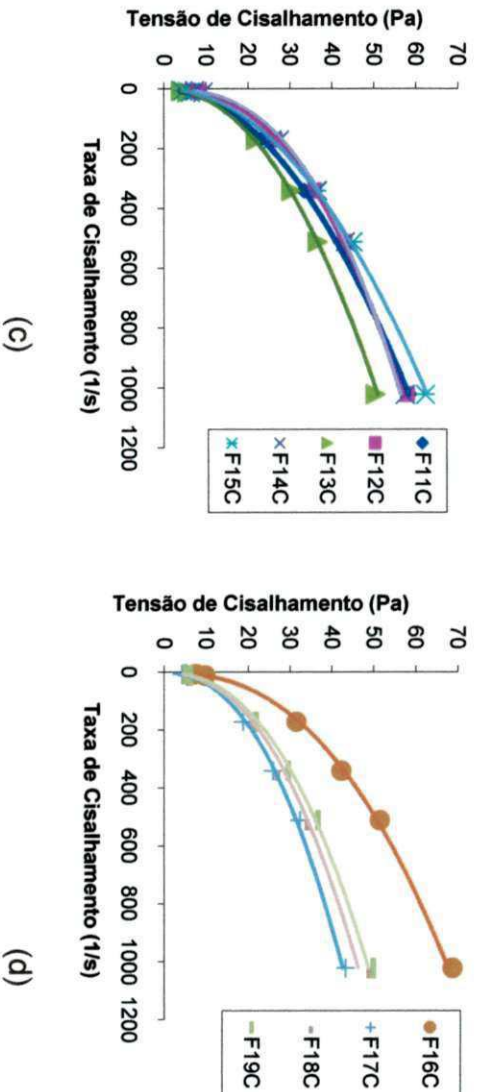 Tensão de Cisalhamento (Pa)
70
60
50
40
30
20
10
0
0 200 400 600 800 1000 1200
Taxa de Cisalhamento (1/s)
F11C
F12C
F13C
F14C
F15C
(c)
Tensão de Cisalhamento (Pa)
70
60
50
40
30
20
10
0
0 200 400 600 800 1000 1200
Taxa de Cisalhamento (1/s)
F16C
F17C
F18C
F19C
(d)